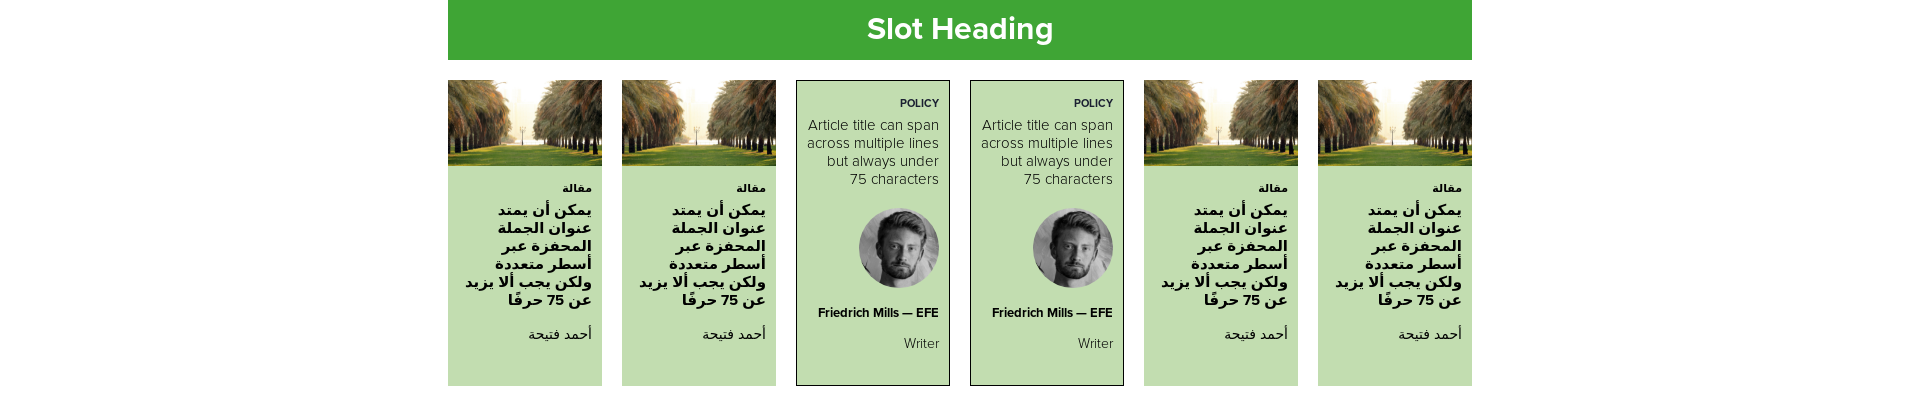 Slot Heading
مقالة
يمكن أن يمتد
عنوان الجملة
المحفزة عبر
أسطر متعددة
ولكن يجب ألا يزيد
عن 75 حرفًا
أحمد فتيحة
مقالة
يمكن أن يمتد
عنوان الجملة
المحفزة عبر
أسطر متعددة
ولكن يجب ألا يزيد
عن 75 حرفًا
أحمد فتيحة
POLICY
Article title can span
across multiple lines
but always under
75 characters
Friedrich Mills — EFE
Writer
POLICY
Article title can span
across multiple lines
but always under
75 characters
Friedrich Mills — EFE
Writer
مقالة
يمكن أن يمتد
عنوان الجملة
المحفزة عبر
أسطر متعددة
ولكن يجب ألا يزيد
عن 75 حرفًا
أحمد فتيحة
مقالة
يمكن أن يمتد
عنوان الجملة
المحفزة عبر
أسطر متعددة
ولكن يجب ألا يزيد
عن 75 حرفًا
أحمد فتيحة